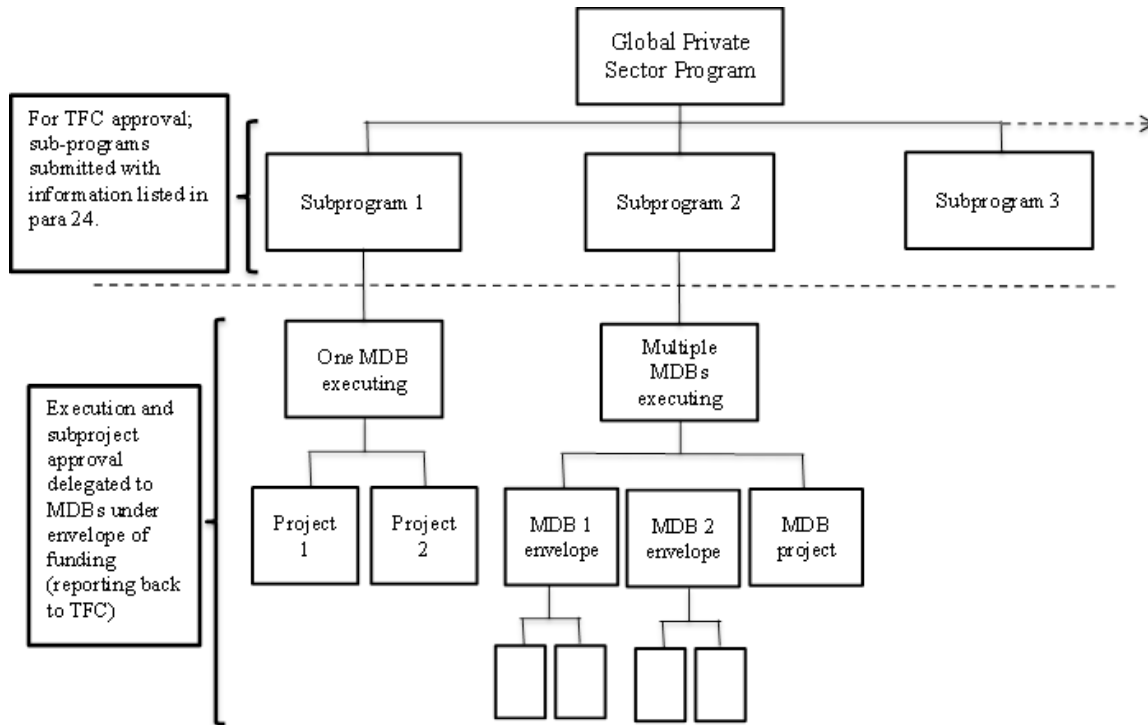 Global Private
Sector Program
For TFC approval;
sub-programs
submitted with
information listed in
para 24.
Subprogram 1
Subprogram 2
Subprogram 3
One MDB
executing
Multiple
MDBs
executing
Execution and
subproject
approval
delegated to
MDBs under
envelope of
funding
(reporting back
to TFC)
Project
1
Project
2
MDB 1
envelope
MDB 2
envelope
MDB
project